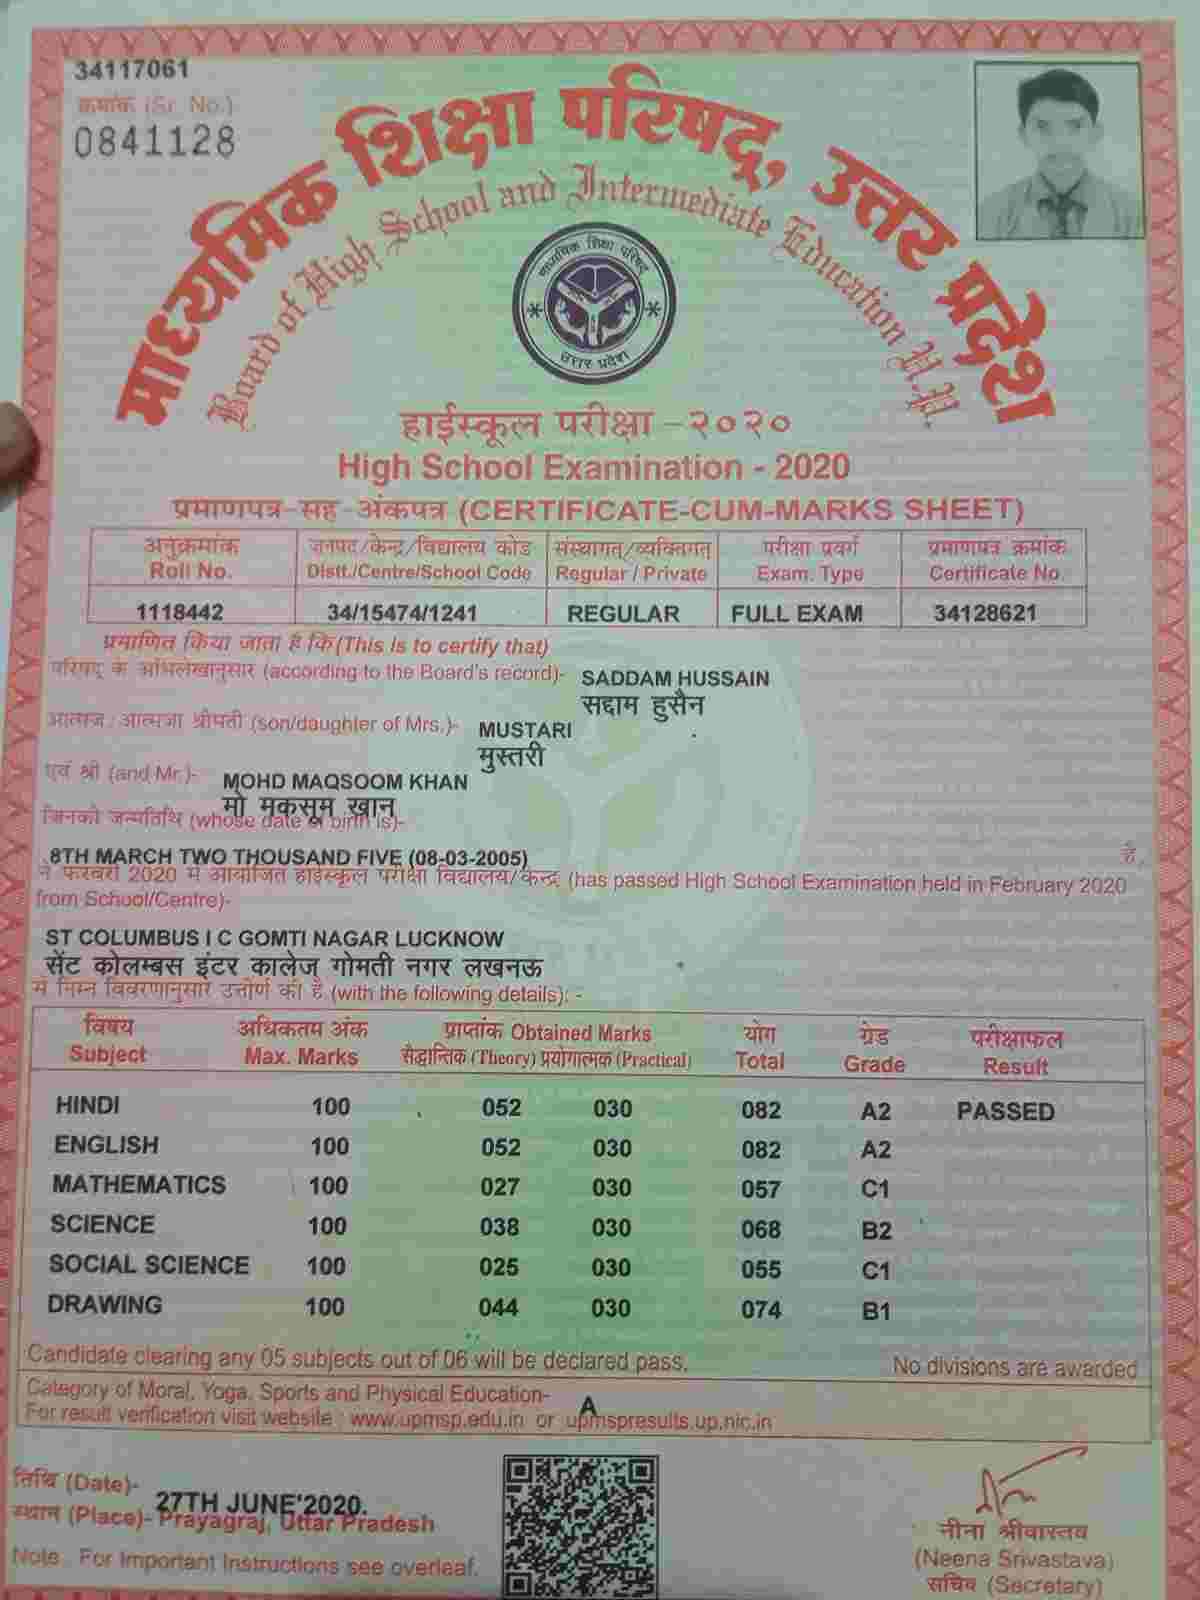 34117061
क्रमांक (Sr. No.)
0841128
माध्यमिक शिक्षा परिषद्, उत्तर प्रदेश
Board of High School and Intermediate Education U.P.
माध्यमिक शिक्षा परिषद्
उत्तर प्रदेश
हाईस्कूल परीक्षा -२०२०
High School Examination - 2020
प्रमाणपत्र-सह-अंकपत्र (CERTIFICATE-CUM-MARKS SHEET)
अनुक्रमांक जनपद/केन्द्र/विद्यालय कोड संस्थागत्/व्यक्तिगत् परीक्षा प्रवर्ग प्रमाणपत्र क्रमांक
Roll No. Distt./Centre/School Code Regular / Private Exam. Type Certificate No.
1118442 34/15474/1241 REGULAR FULL EXAM 34128621
प्रमाणित किया जाता है कि (This is to certify that)
परिषद् के अभिलेखानुसार (according to the Board's record)- SADDAM HUSSAIN
सद्दाम हुसैन
आत्मज/आत्मजा श्रीमती (son/daughter of Mrs.)- MUSTARI
मुस्तरी
एवं श्री (and Mr.)- MOHD MAQSOOM KHAN
मो मकसूम खान
जिनकी जन्मतिथि (whose date of birth is)-
8TH MARCH TWO THOUSAND FIVE (08-03-2005) है,
ने फरवरी 2020 में आयोजित हाईस्कूल परीक्षा विद्यालय/केन्द्र (has passed High School Examination held in February 2020
from School/Centre)-
ST COLUMBUS I C GOMTI NAGAR LUCKNOW
सेंट कोलम्बस इंटर कालेज गोमती नगर लखनऊ
में निम्न विवरणानुसार उत्तीर्ण की है (with the following details): -
विषय अधिकतम अंक प्राप्तांक Obtained Marks योग ग्रेड परीक्षाफल
Subject Max. Marks सैद्धान्तिक (Theory) प्रयोगात्मक (Practical) Total Grade Result
HINDI 100 052 030 082 A2 PASSED
ENGLISH 100 052 030 082 A2
MATHEMATICS 100 027 030 057 C1
SCIENCE 100 038 030 068 B2
SOCIAL SCIENCE 100 025 030 055 C1
DRAWING 100 044 030 074 B1
Candidate clearing any 05 subjects out of 06 will be declared pass. No divisions are awarded
Category of Moral, Yoga, Sports and Physical Education- A
For result verification visit website : www.upmsp.edu.in or upmspresults.up.nic.in
तिथि (Date)- 27TH JUNE'2020.
स्थान (Place)- Prayagraj, Uttar Pradesh
Note : For Important Instructions see overleaf.
नीना श्रीवास्तव
(Neena Srivastava)
सचिव (Secretary)